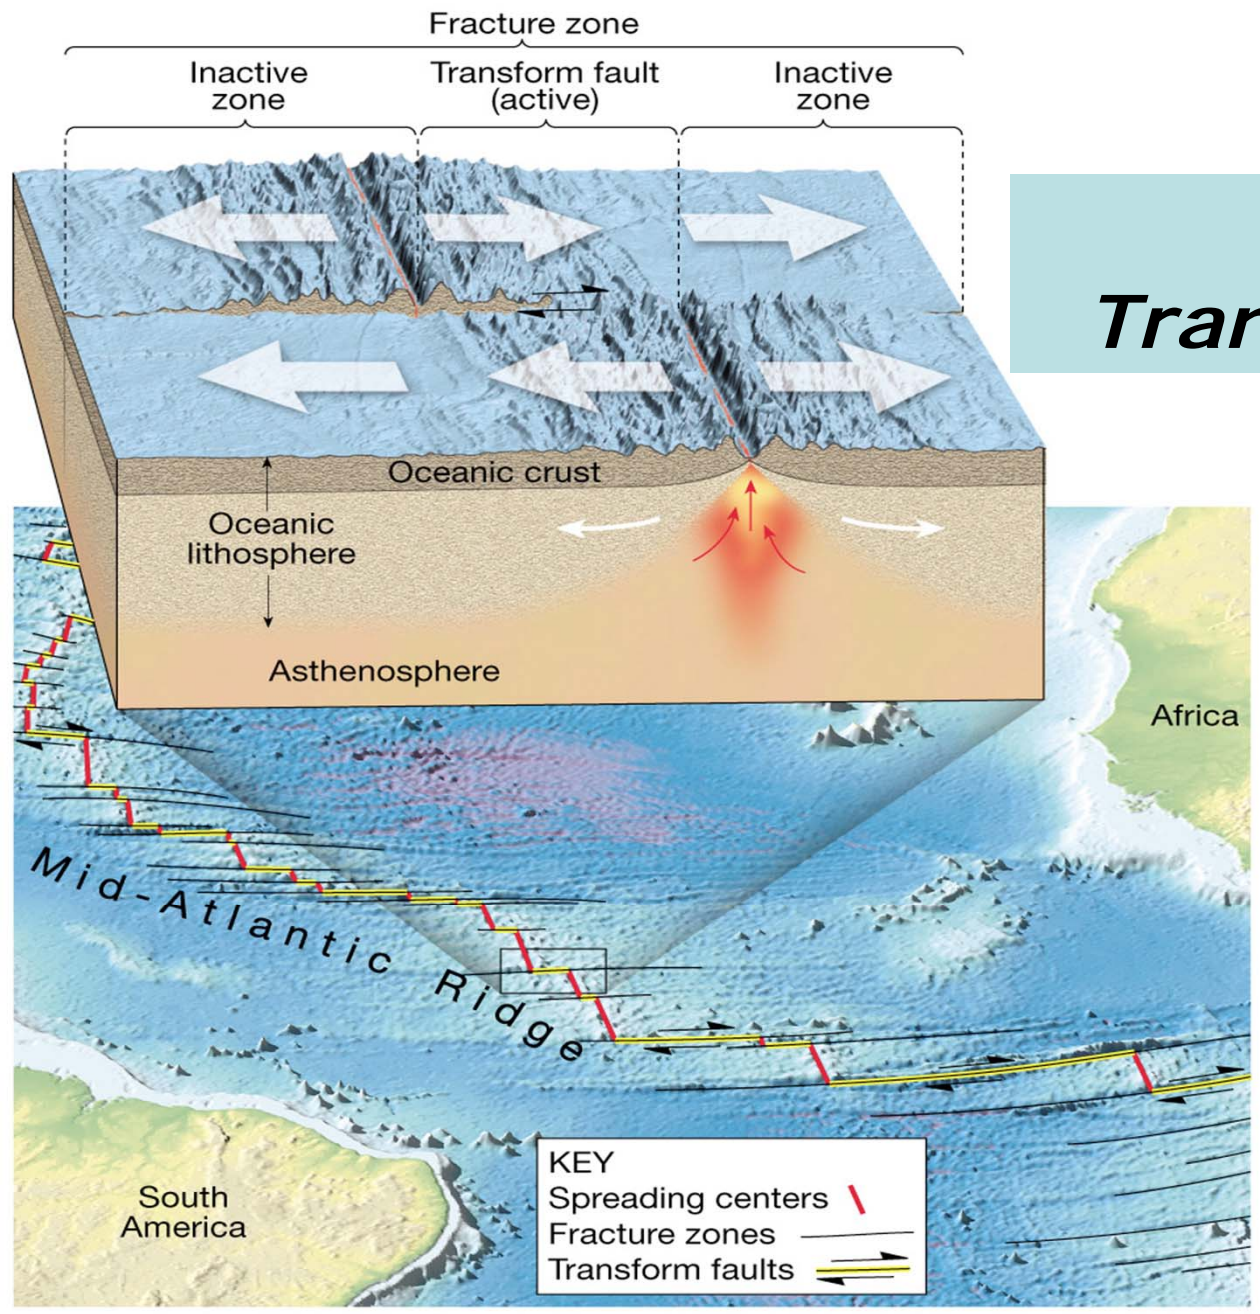 Fracture zone
Inactive
zone
Transform fault
(active)
Inactive
zone
Tran
Oceanic crust
Oceanic
lithosphere
Asthenosphere
Africa
Mid-Atlantic Ridge
South
America
KEY
Spreading centers
Fracture zones
Transform faults